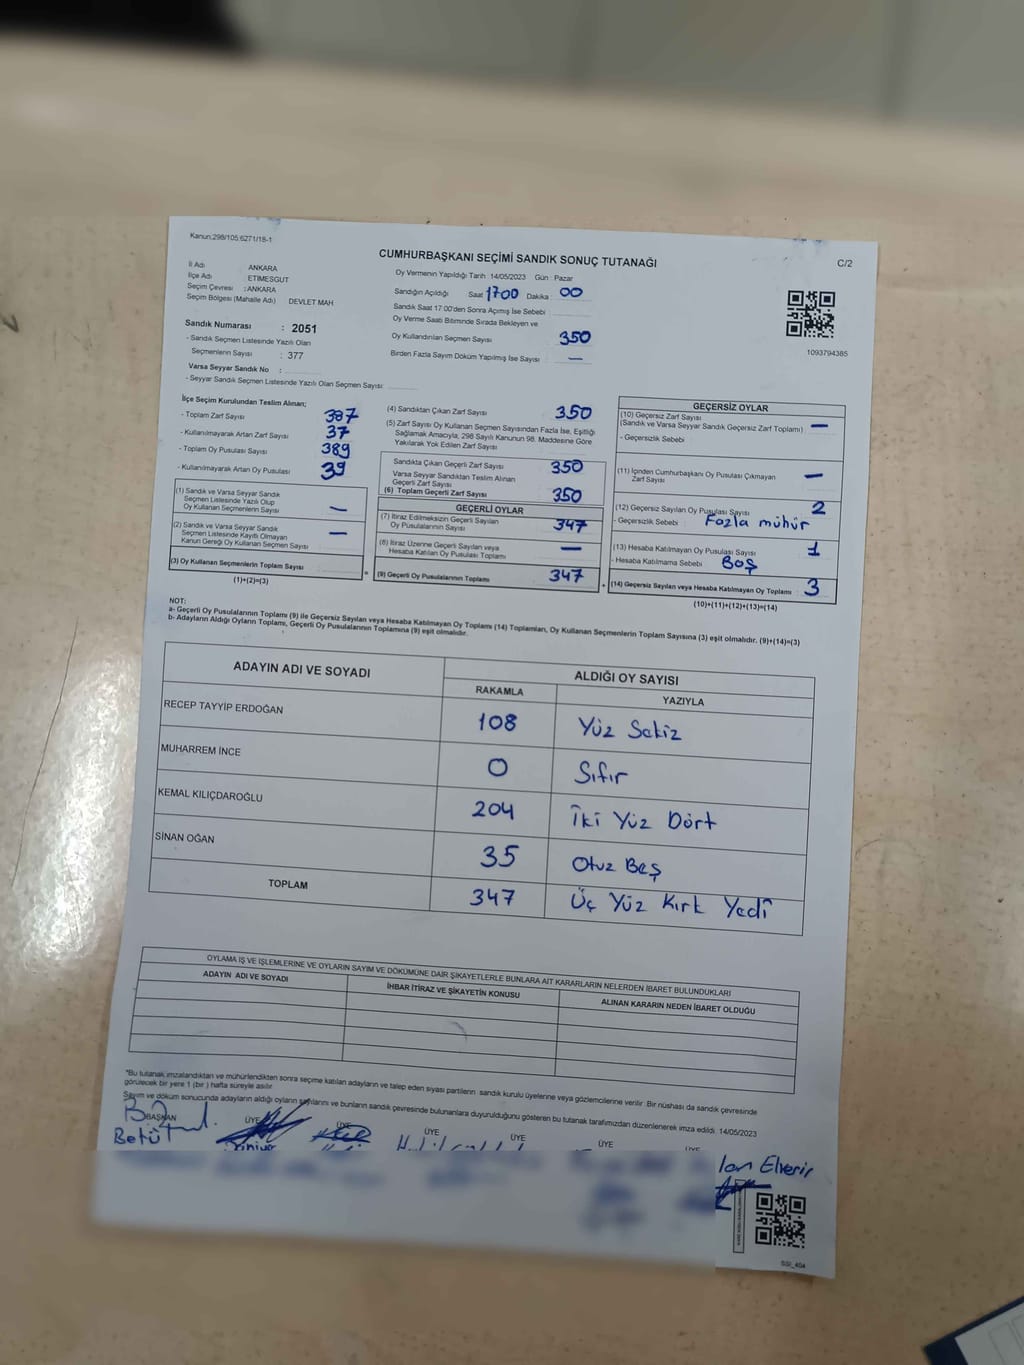 Kanun:298/105,6271/18-1
CUMHURBAŞKANI SEÇİMİ SANDIK SONUÇ TUTANAĞI
C/2
İl Adı : ANKARA
İlçe Adı : ETİMESGUT
Seçim Çevresi : ANKARA
Seçim Bölgesi (Mahalle Adı) DEVLET MAH
Oy Vermenin Yapıldığı Tarih :14/05/2023 Gün : Pazar
Sandığın Açıldığı Saat 1700 Dakika : 00
Sandık Saat 17:00'den Sonra Açımış İse Sebebi :
Oy Verme Saati Bitiminde Sırada Bekleyen ve
Oy Kullandırılan Seçmen Sayısı 350
Birden Fazla Sayım Döküm Yapılmış İse Sayısı : —
1093794385
Sandık Numarası : 2051
- Sandık Seçmen Listesinde Yazılı Olan
Seçmenlerin Sayısı : 377
Varsa Seyyar Sandık No :
- Seyyar Sandık Seçmen Listesinde Yazılı Olan Seçmen Sayısı
İlçe Seçim Kurulundan Teslim Alınan;
- Toplam Zarf Sayısı 387
- Kullanılmayarak Artan Zarf Sayısı 37
- Toplam Oy Pusulası Sayısı 389
- Kullanılmayarak Artan Oy Pusulası 39
(1) Sandık ve Varsa Seyyar Sandık
Seçmen Listesinde Yazılı Olup
Oy Kullanan Seçmenlerin Sayısı —
(2) Sandık ve Varsa Seyyar Sandık
Seçmen Listesinde Kayıtlı Olmayan
Kanun Gereği Oy Kullanan Seçmen Sayısı —
(3) Oy Kullanan Seçmenlerin Toplam Sayısı
(1)+(2)=(3)
(4) Sandıktan Çıkan Zarf Sayısı 350
(5) Zarf Sayısı Oy Kullanan Seçmen Sayısından Fazla İse, Eşitliği
Sağlamak Amacıyla, 298 Sayılı Kanunun 98. Maddesine Göre
Yakılarak Yok Edilen Zarf Sayısı
Sandıkta Çıkan Geçerli Zarf Sayısı 350
Varsa Seyyar Sandıktan Teslim Alınan
Geçerli Zarf Sayısı
(6) Toplam Geçerli Zarf Sayısı 350
GEÇERLİ OYLAR
(7) İtiraz Edilmeksizin Geçerli Sayılan
Oy Pusulalarının Sayısı 347
(8) İtiraz Üzerine Geçerli Sayılan veya
Hesaba Katılan Oy Pusulası Toplamı —
(9) Geçerli Oy Pusulalarının Toplamı 347
GEÇERSİZ OYLAR
(10) Geçersiz Zarf Sayısı
(Sandık ve Varsa Seyyar Sandık Geçersiz Zarf Toplamı) —
- Geçersizlik Sebebi
(11) İçinden Cumhurbaşkanı Oy Pusulası Çıkmayan
Zarf Sayısı —
(12) Geçersiz Sayılan Oy Pusulası Sayısı 2
- Geçersizlik Sebebi Fazla mühür
(13) Hesaba Katılmayan Oy Pusulası Sayısı 1
- Hesaba Katılmama Sebebi Boş
(14) Geçersiz Sayılan veya Hesaba Katılmayan Oy Toplamı 3
(10)+(11)+(12)+(13)=(14)
NOT:
a- Geçerli Oy Pusulalarının Toplamı (9) ile Geçersiz Sayılan veya Hesaba Katılmayan Oy Toplamı (14) Toplamları, Oy Kullanan Seçmenlerin Toplam Sayısına (3) eşit olmalıdır. (9)+(14)=(3)
b- Adayların Aldığı Oyların Toplamı, Geçerli Oy Pusulalarının Toplamına (9) eşit olmalıdır.
ADAYIN ADI VE SOYADI ALDIĞI OY SAYISI
RAKAMLA YAZIYLA
RECEP TAYYİP ERDOĞAN 108 Yüz Sekiz
MUHARREM İNCE 0 Sıfır
KEMAL KILIÇDAROĞLU 204 İki Yüz Dört
SİNAN OĞAN 35 Otuz Beş
TOPLAM 347 Üç Yüz Kırk Yedi
OYLAMA İŞ VE İŞLEMLERİNE VE OYLARIN SAYIM VE DÖKÜMÜNE DAİR ŞİKAYETLERLE BUNLARA AİT KARARLARIN NELERDEN İBARET BULUNDUKLARI
ADAYIN ADI VE SOYADI İHBAR İTİRAZ VE ŞİKAYETİN KONUSU ALINAN KARARIN NEDEN İBARET OLDUĞU
*Bu tutanak imzalandıktan ve mühürlendikten sonra seçime katılan adayların ve talep eden siyasi partilerin sandık kurulu üyelerine veya gözlemcilerine verilir. Bir nüshası da sandık çevresinde
görülecek bir yere 1 (bir ) hafta süreyle asılır.
Sayım ve döküm sonucunda adayların aldığı oyların sayılarını ve bunların sandık çevresinde bulunanlara duyurulduğunu gösteren bu tutanak tarafımızdan düzenlenerek imza edildi. 14/05/2023
BAŞKAN ÜYE ÜYE ÜYE ÜYE ÜYE ÜYE
Betül
Elverir
SSİ_404